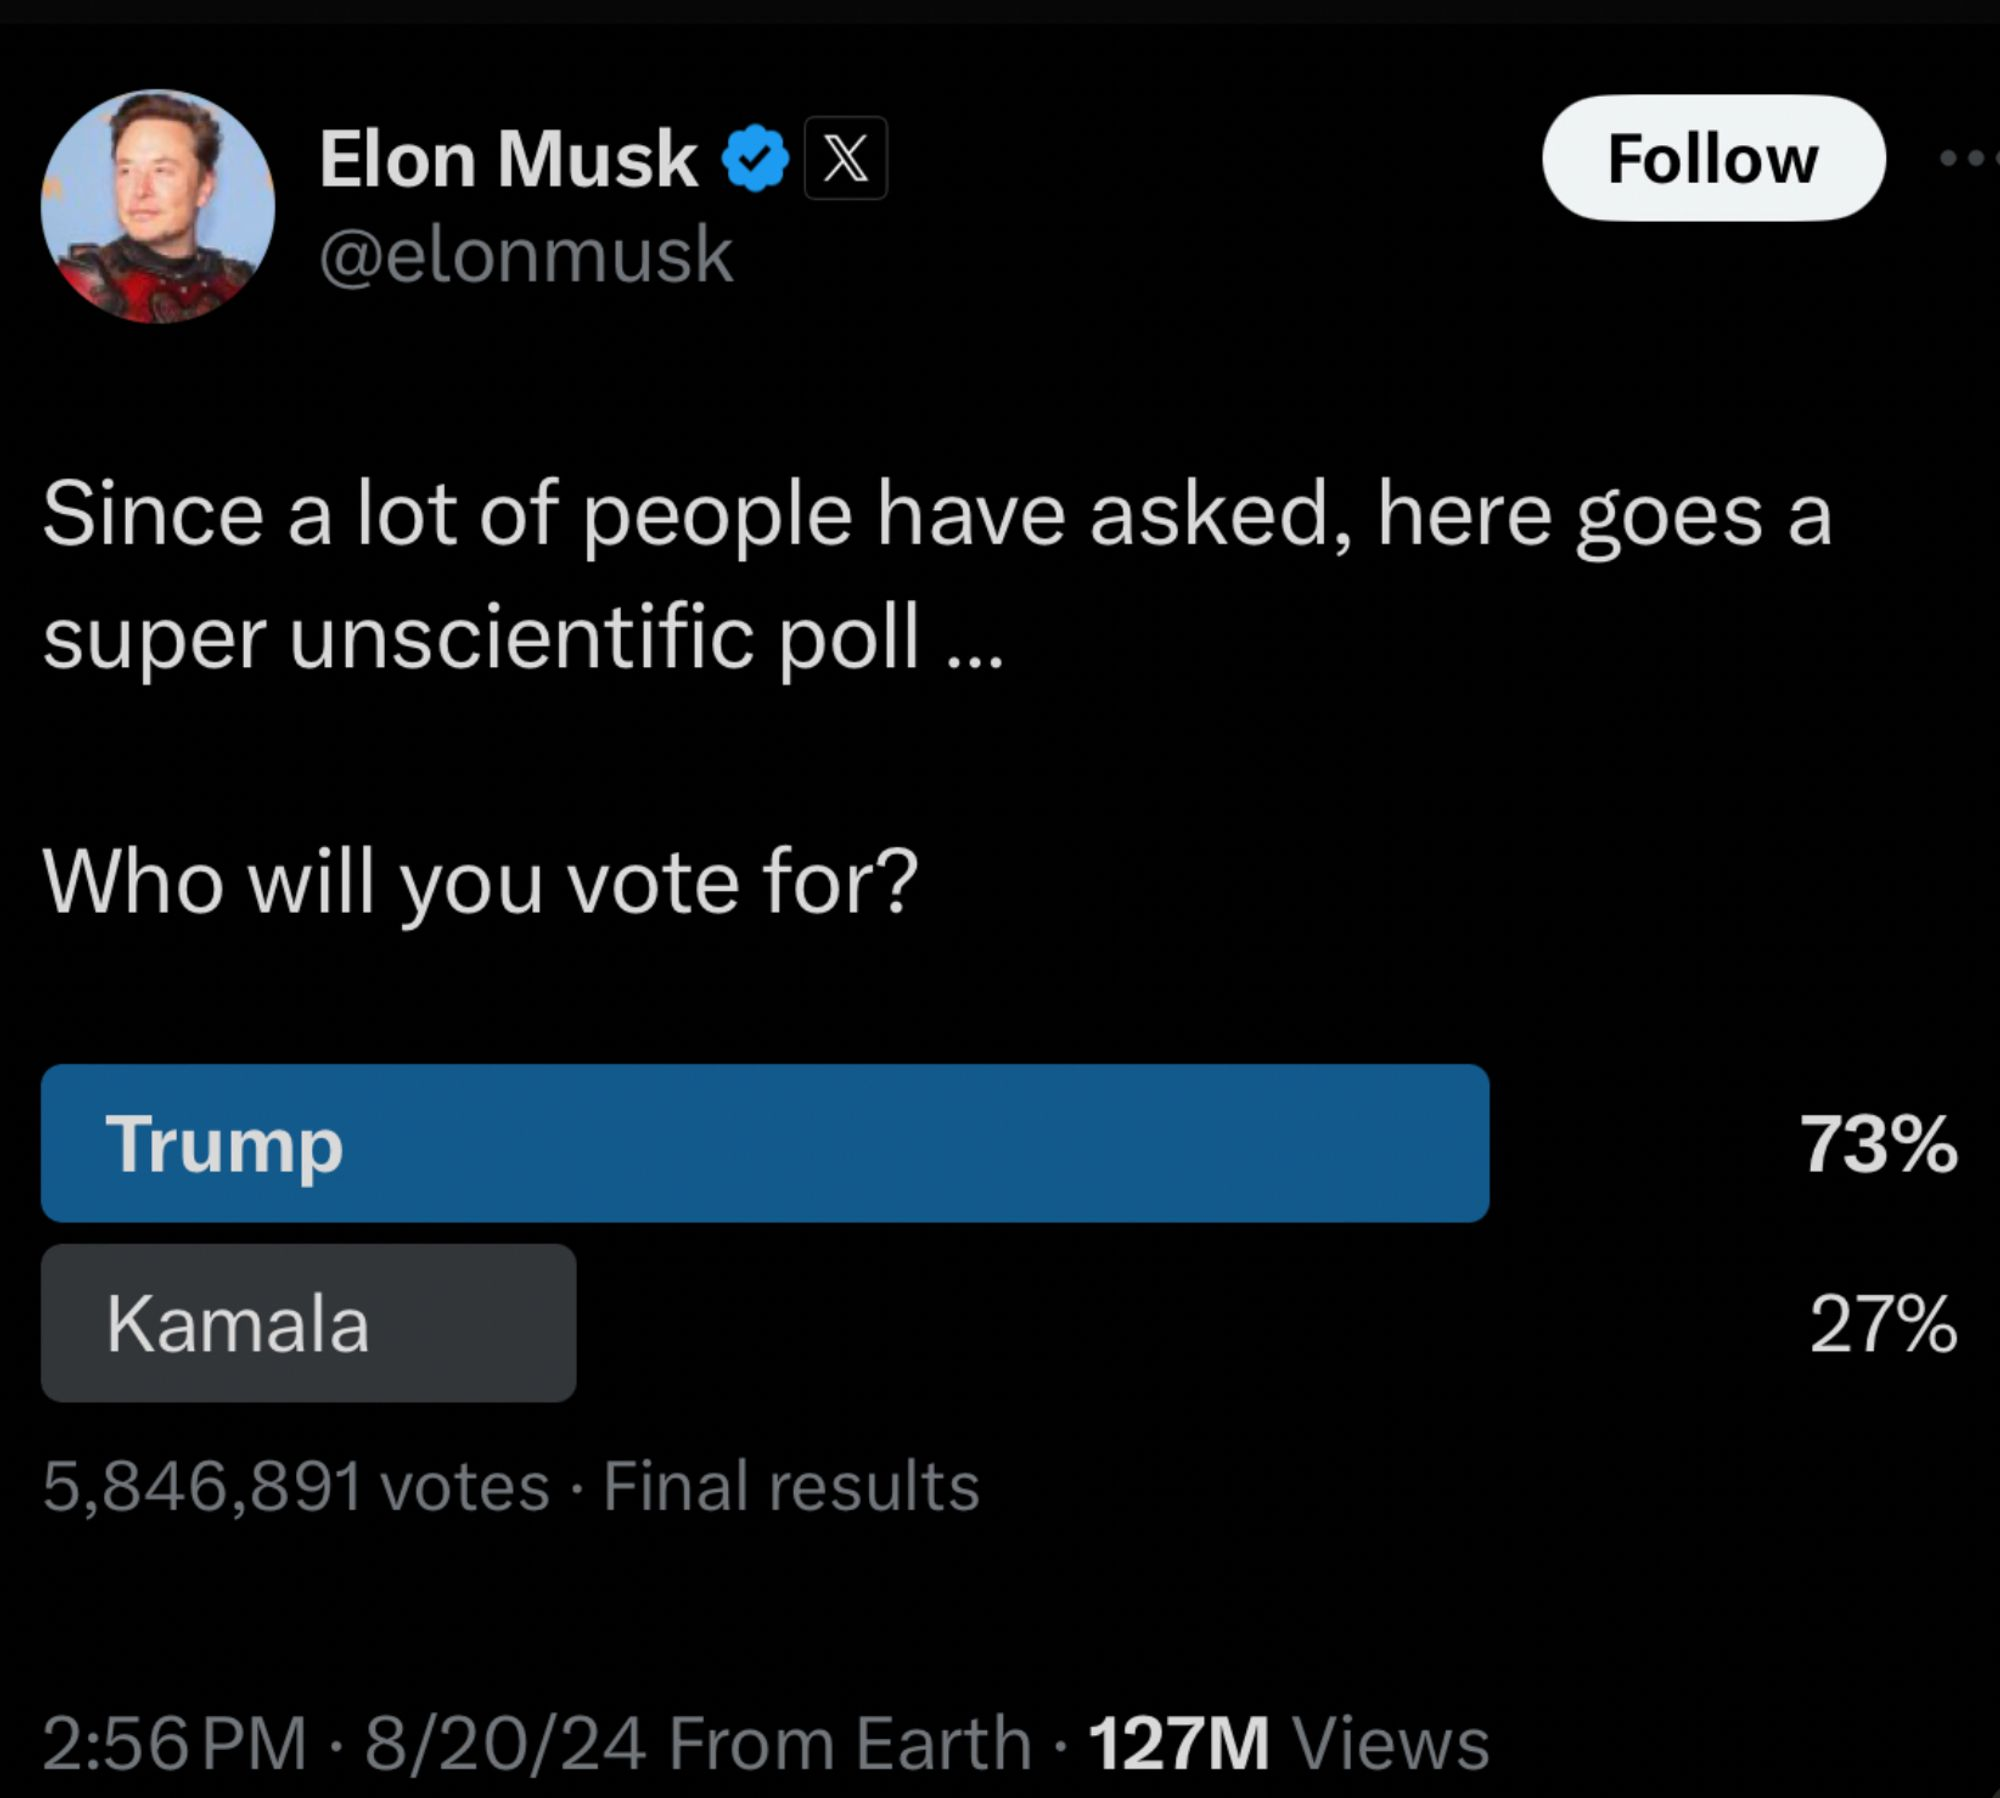 Elon Musk
Follow
@elonmusk
Since a lot of people have asked, here goes a
super unscientific poll ...
Who will you vote for?
Trump 73%
Kamala 27%
5,846,891 votes · Final results
2:56 PM · 8/20/24 From Earth · 127M Views